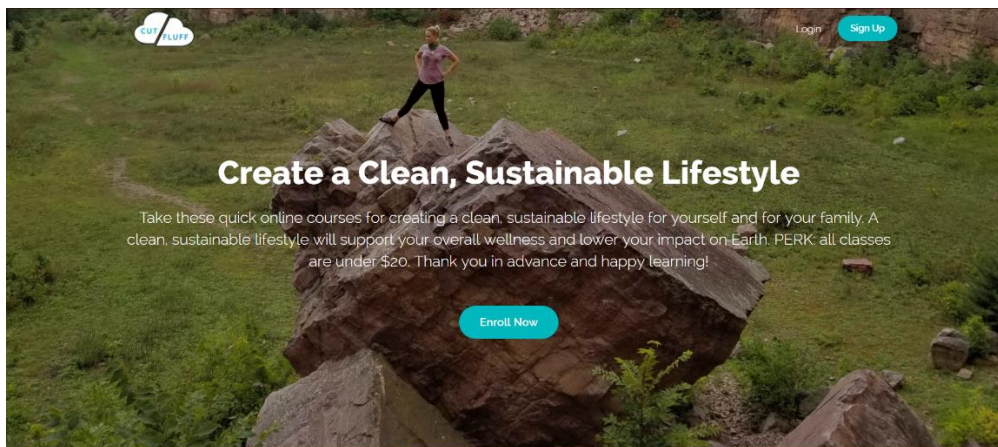 CUT
FLUFF
Login
Sign Up
Create a Clean, Sustainable Lifestyle
Take these quick online courses for creating a clean, sustainable lifestyle for yourself and for your family. A
clean, sustainable lifestyle will support your overall wellness and lower your impact on Earth. PERK: all classes
are under $20. Thank you in advance and happy learning!
Enroll Now